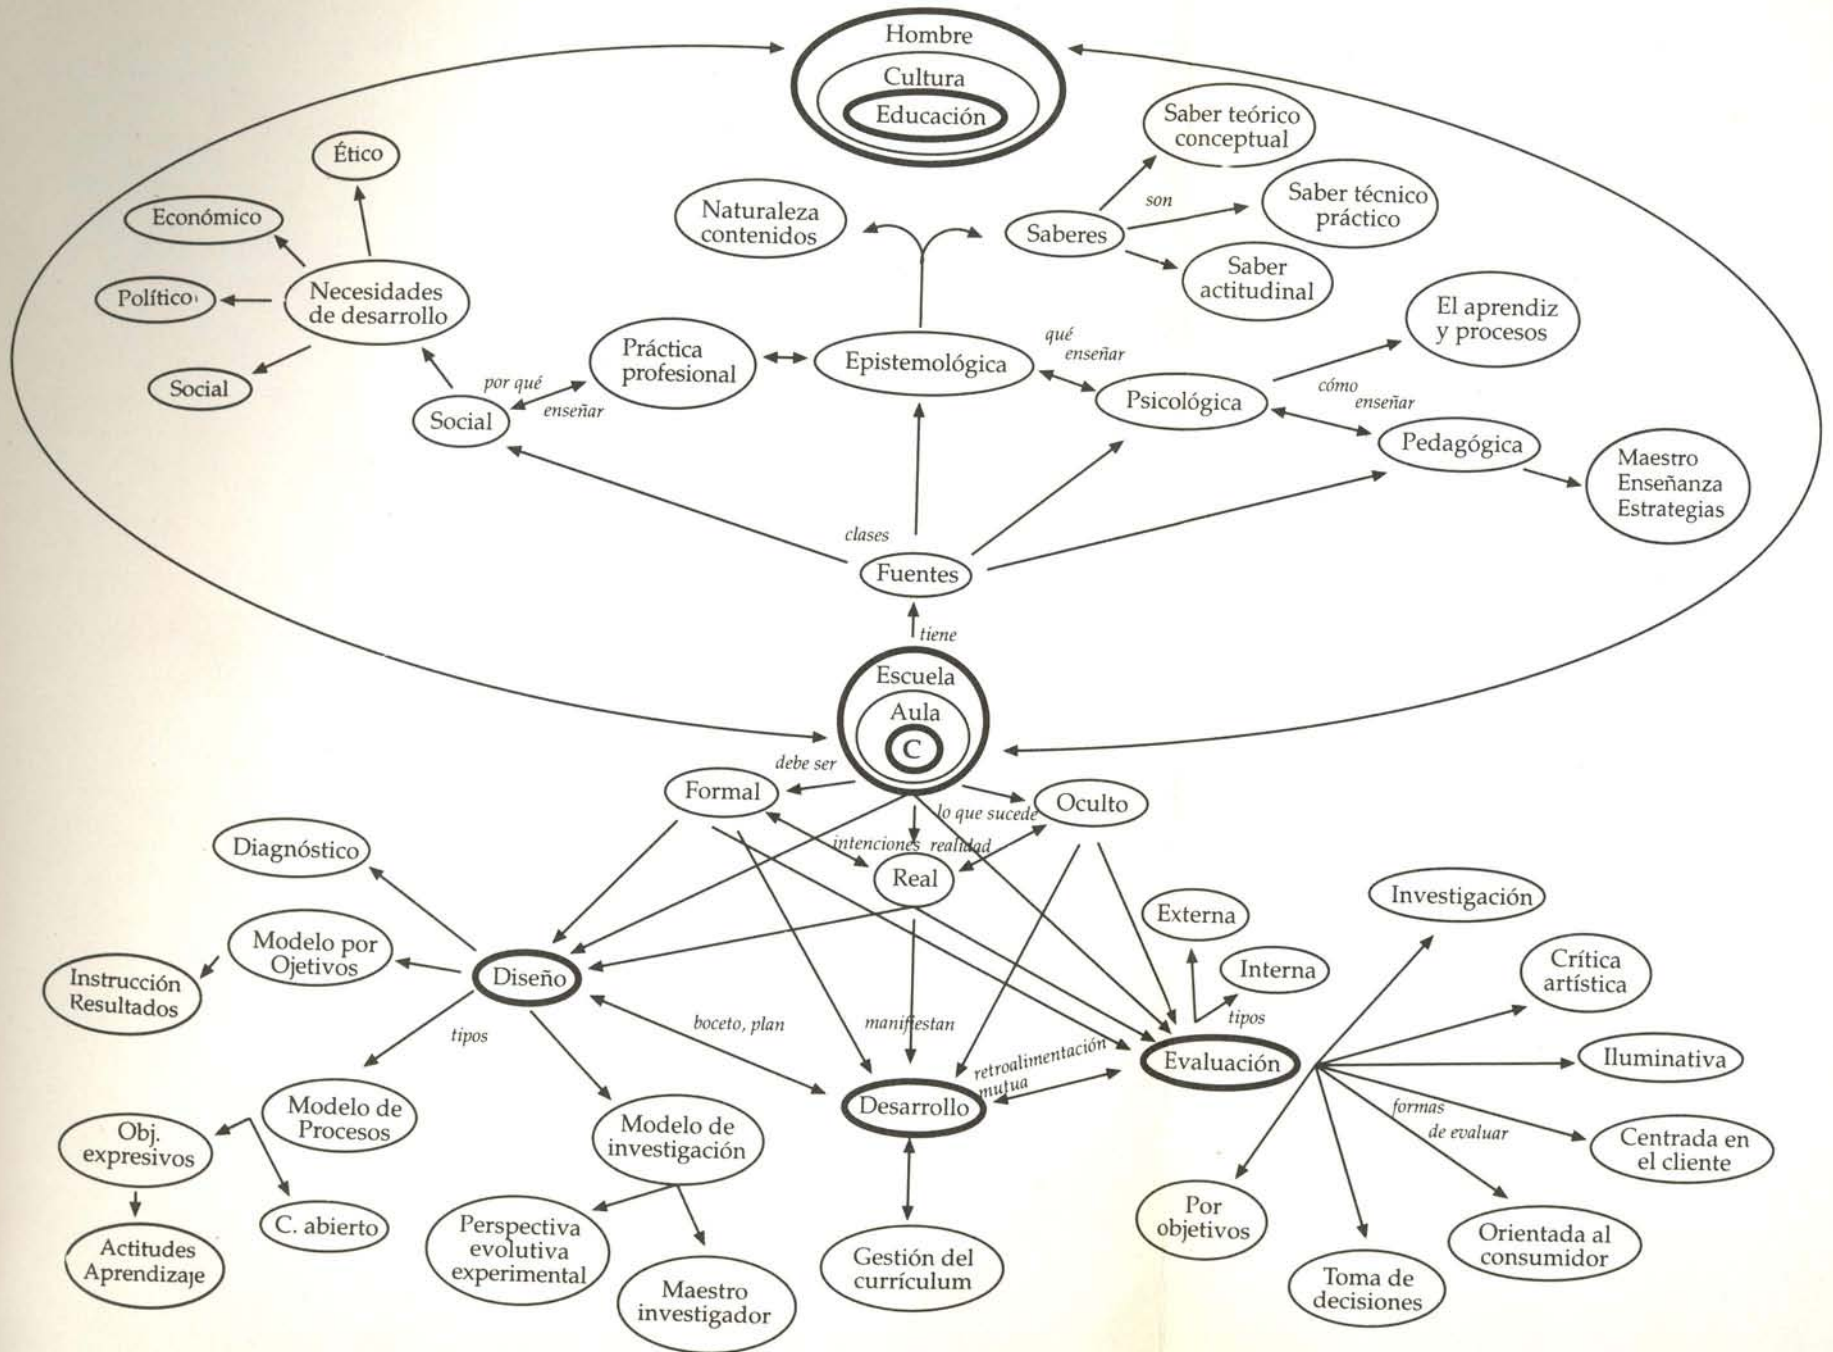 Hombre
Cultura
Educación
Saber teórico
conceptual
Ético
Saber técnico
práctico
son
Económico
Naturaleza
contenidos
Saberes
Saber
actitudinal
Político
Necesidades
de desarrollo
El aprendiz
y procesos
qué
enseñar
Práctica
profesional
Epistemológica
Social
por qué
enseñar
cómo
enseñar
Psicológica
Social
Pedagógica
Maestro
Enseñanza
Estrategias
clases
Fuentes
tiene
Escuela
Aula
C
debe ser
Formal
Oculto
lo que sucede
intenciones realidad
Diagnóstico
Real
Investigación
Externa
Modelo por
Ojetivos
Interna
Crítica
artística
Instrucción
Resultados
Diseño
tipos
boceto, plan
manifiestan
tipos
retroalimentación
mutua
Evaluación
Iluminativa
Desarrollo
formas
de evaluar
Modelo de
Procesos
Modelo de
investigación
Obj.
expresivos
Centrada en
el cliente
C. abierto
Por
objetivos
Perspectiva
evolutiva
experimental
Orientada al
consumidor
Actitudes
Aprendizaje
Gestión del
currículum
Maestro
investigador
Toma de
decisiones